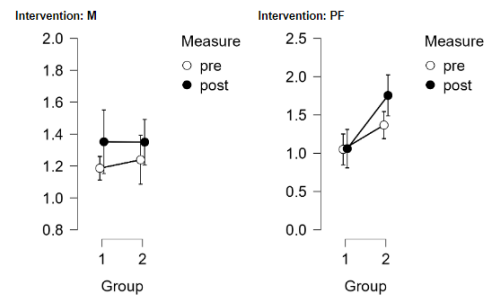 Intervention: M
2.0
1.8
1.6
1.4
1.2
1.0
0.8
1 2
Group
Measure
pre
post
Intervention: PF
2.5
2.0
1.5
1.0
0.5
0.0
1 2
Group
Measure
pre
post